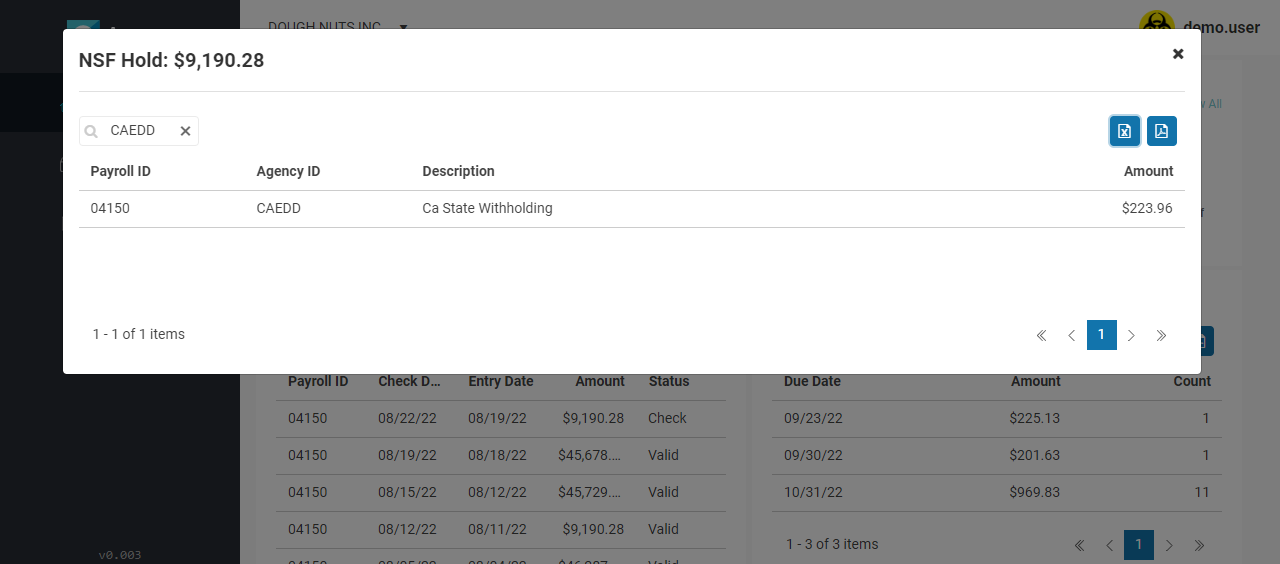 DOUGH NUTS INC
demo.user
NSF Hold: $9,190.28
All
CAEDD
Payroll ID Agency ID Description Amount
04150 CAEDD Ca State Withholding $223.96
1 - 1 of 1 items
1
Payroll ID Check D... Entry Date Amount Status
04150 08/22/22 08/19/22 $9,190.28 Check
04150 08/19/22 08/18/22 $45,678.... Valid
04150 08/15/22 08/12/22 $45,729.... Valid
04150 08/12/22 08/11/22 $9,190.28 Valid
Due Date Amount Count
09/23/22 $225.13 1
09/30/22 $201.63 1
10/31/22 $969.83 11
1 - 3 of 3 items
1
v0.003